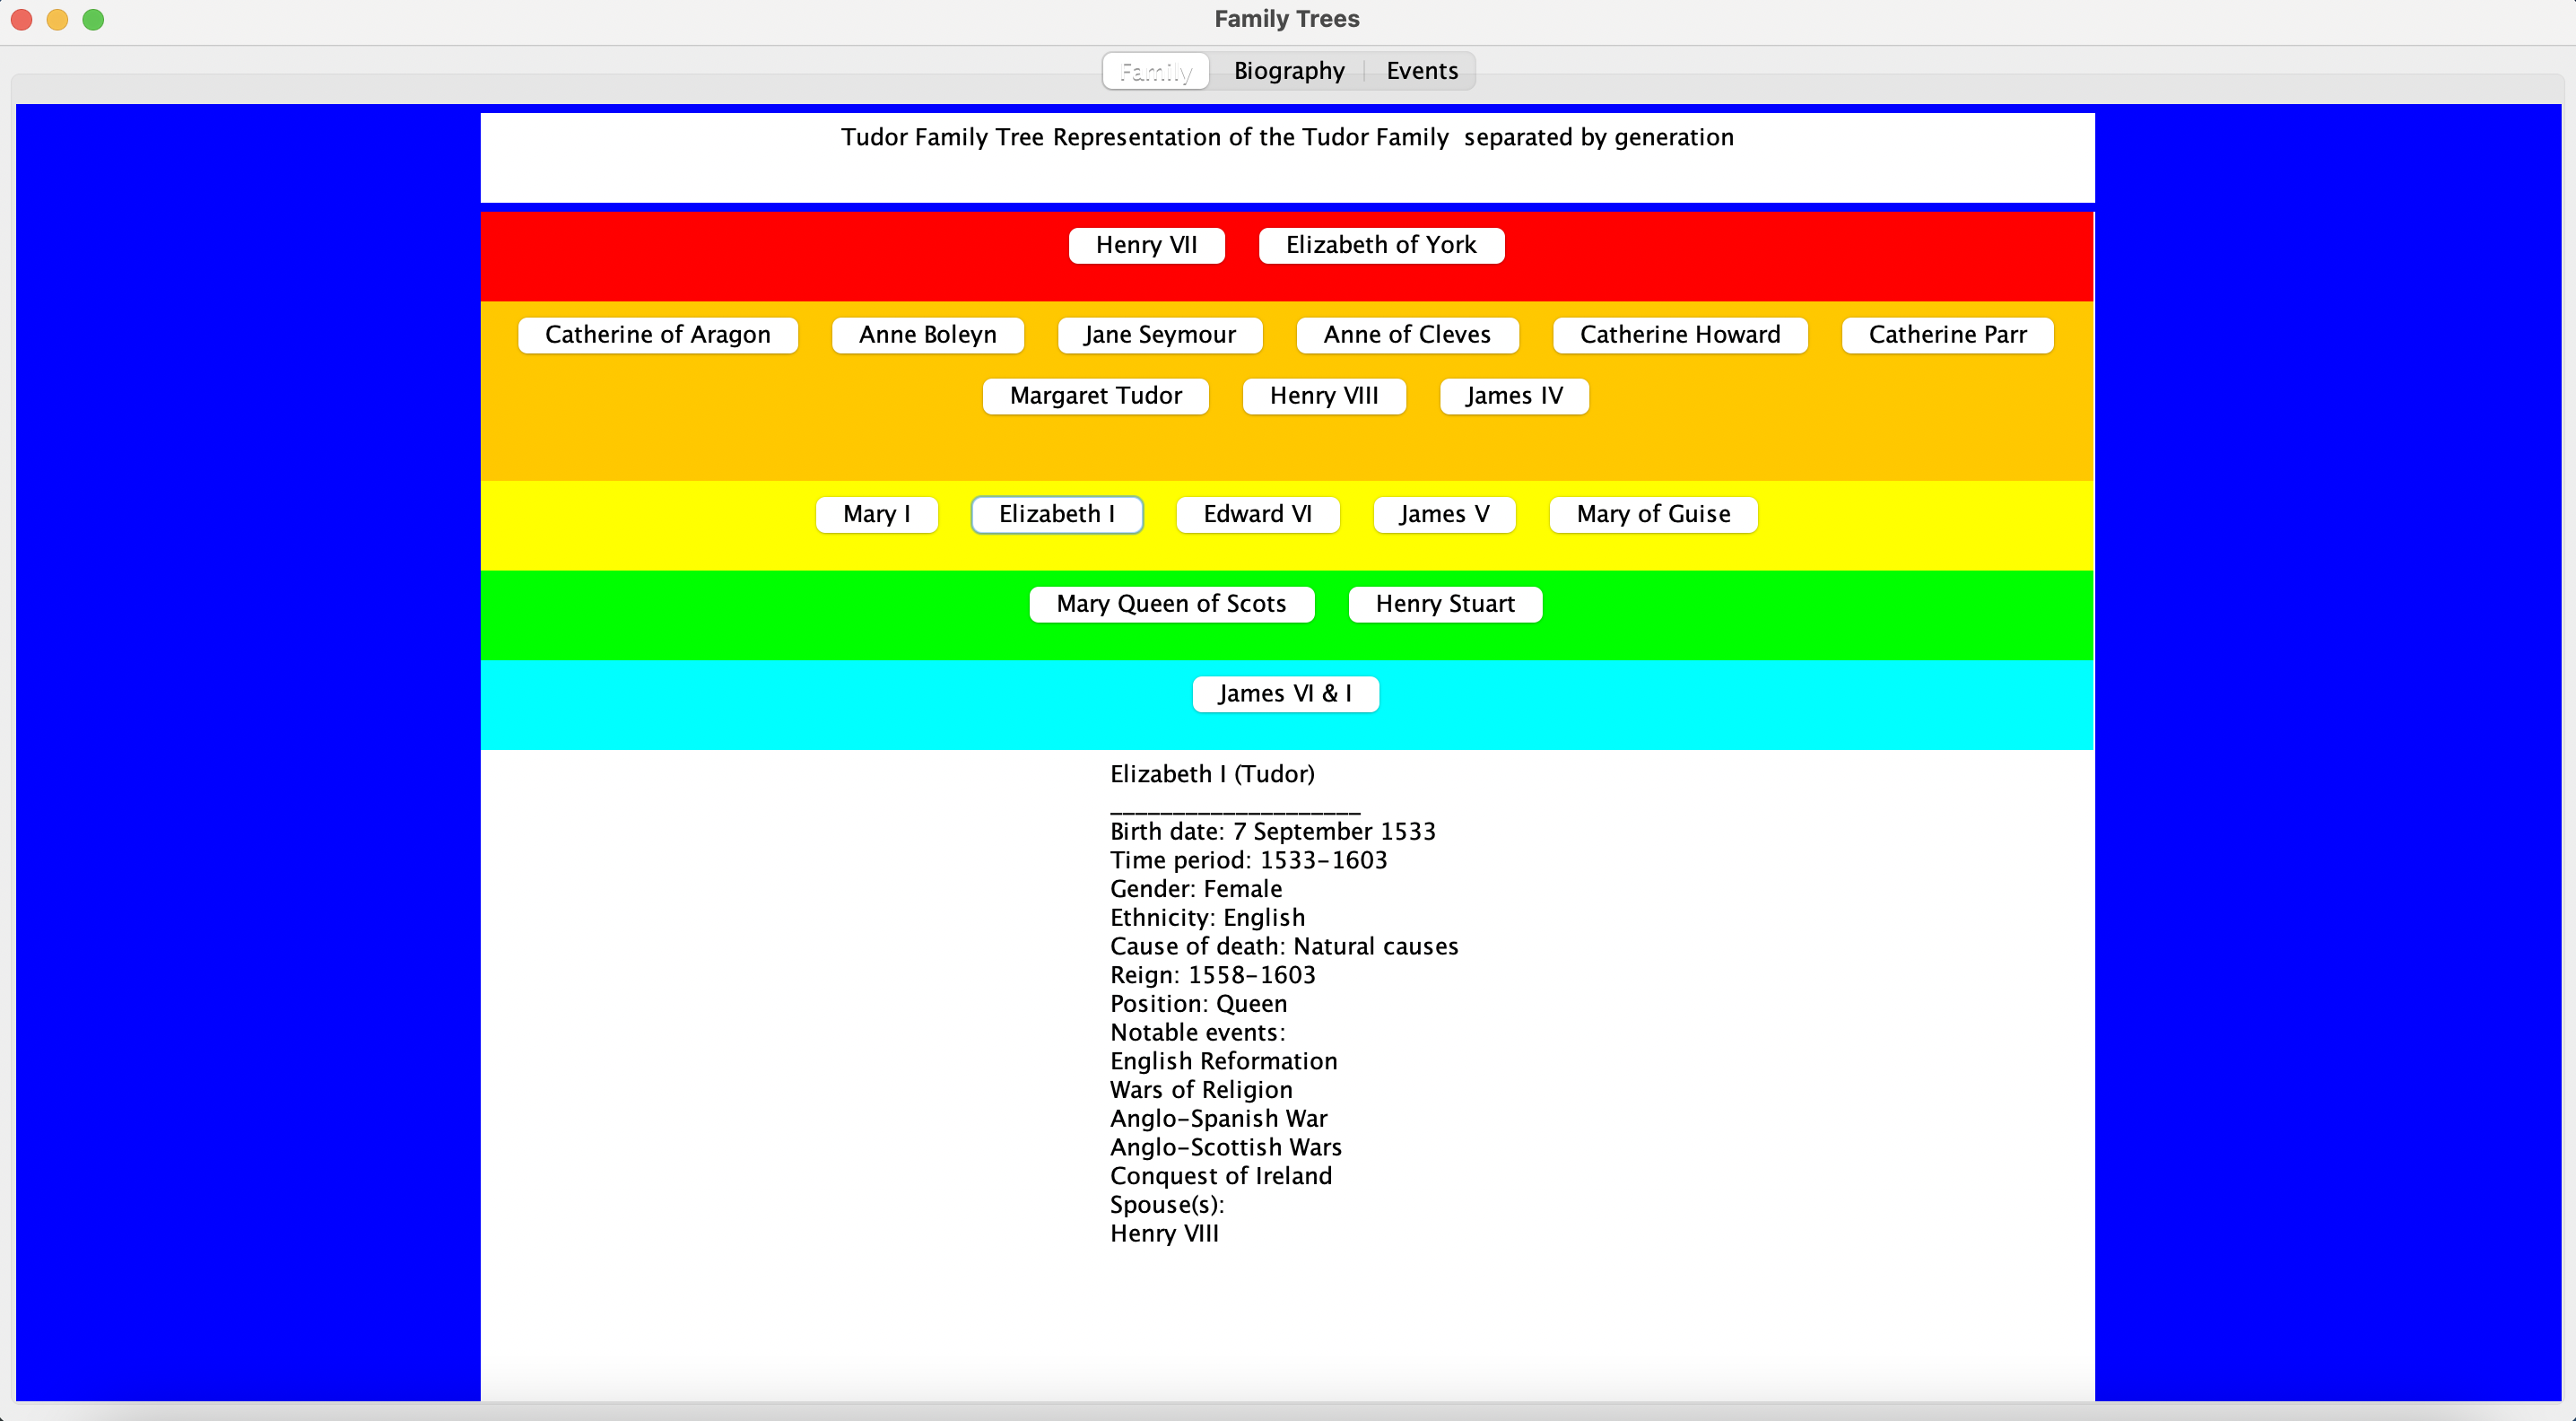 Family Trees
Family Biography Events
Tudor Family Tree Representation of the Tudor Family  separated by generation
Henry VII Elizabeth of York
Catherine of Aragon Anne Boleyn Jane Seymour Anne of Cleves Catherine Howard Catherine Parr
Margaret Tudor Henry VIII James IV
Mary I Elizabeth I Edward VI James V Mary of Guise
Mary Queen of Scots Henry Stuart
James VI & I
Elizabeth I (Tudor)
____________________
Birth date: 7 September 1533
Time period: 1533-1603
Gender: Female
Ethnicity: English
Cause of death: Natural causes
Reign: 1558-1603
Position: Queen
Notable events:
English Reformation
Wars of Religion
Anglo-Spanish War
Anglo-Scottish Wars
Conquest of Ireland
Spouse(s):
Henry VIII